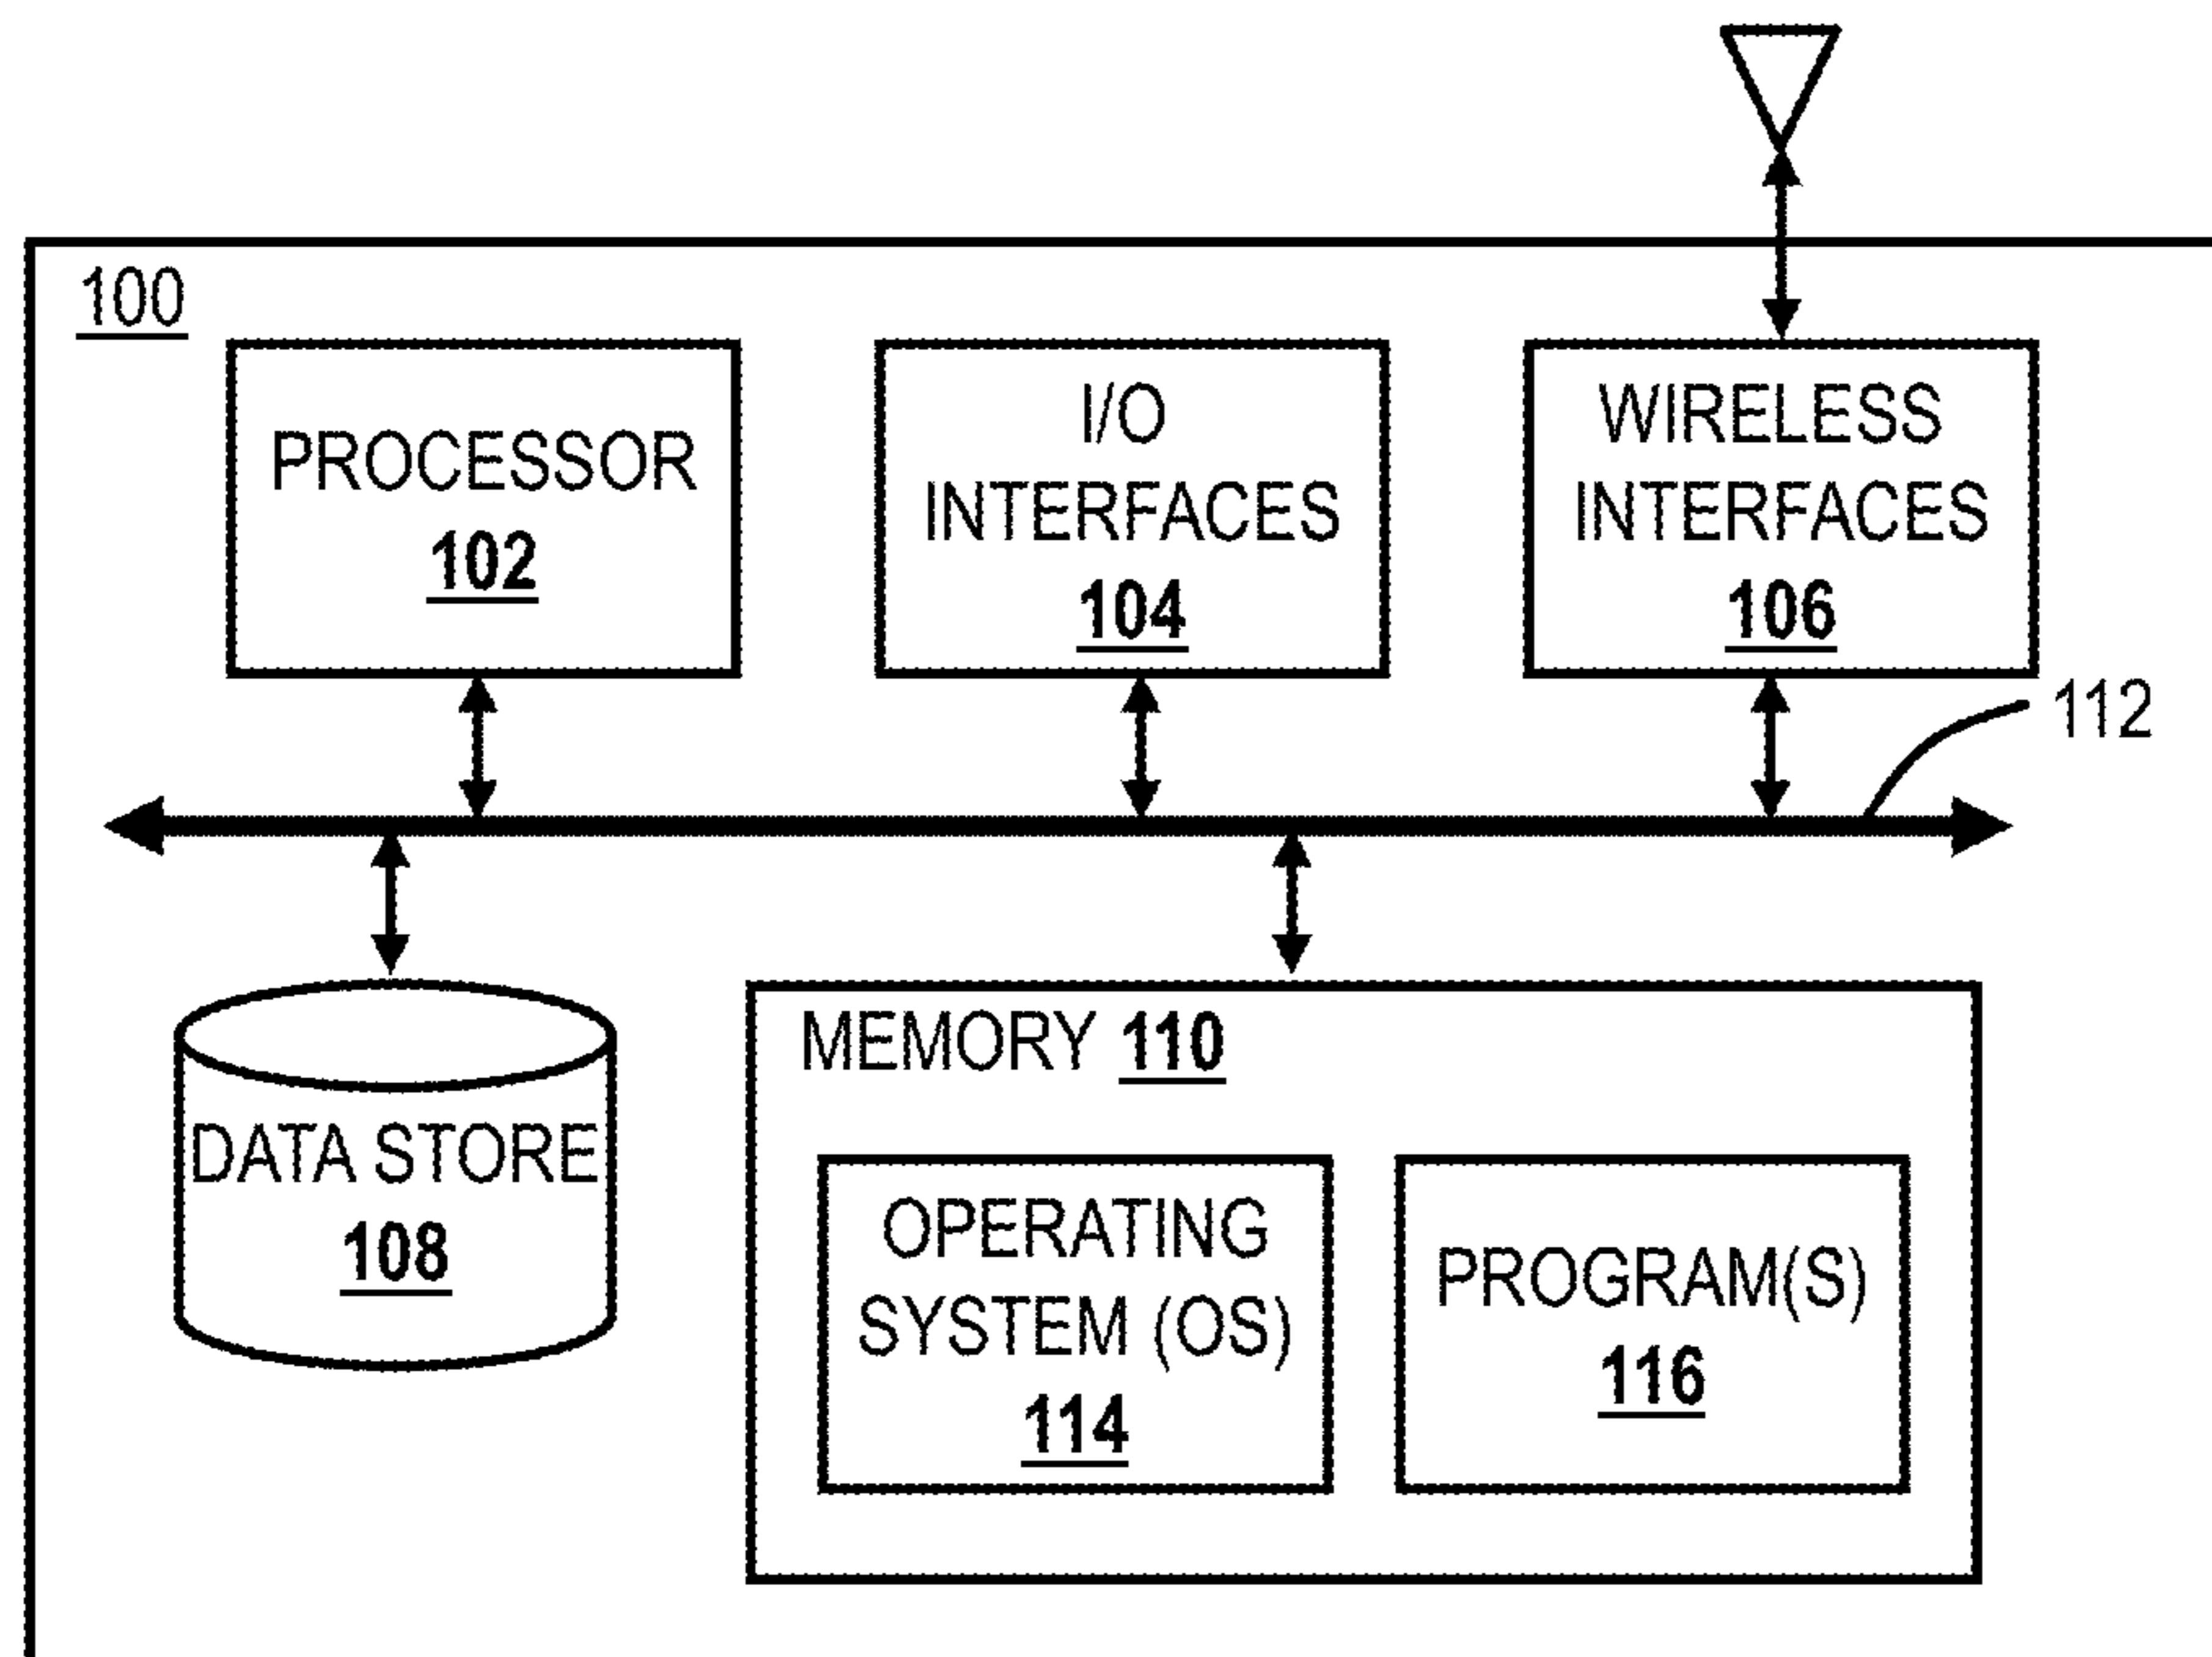 100
PROCESSOR
102
I/O
INTERFACES
104
WIRELESS
INTERFACES
106
112
DATA STORE
108
MEMORY 110
OPERATING
SYSTEM (OS)
114
PROGRAM(S)
116